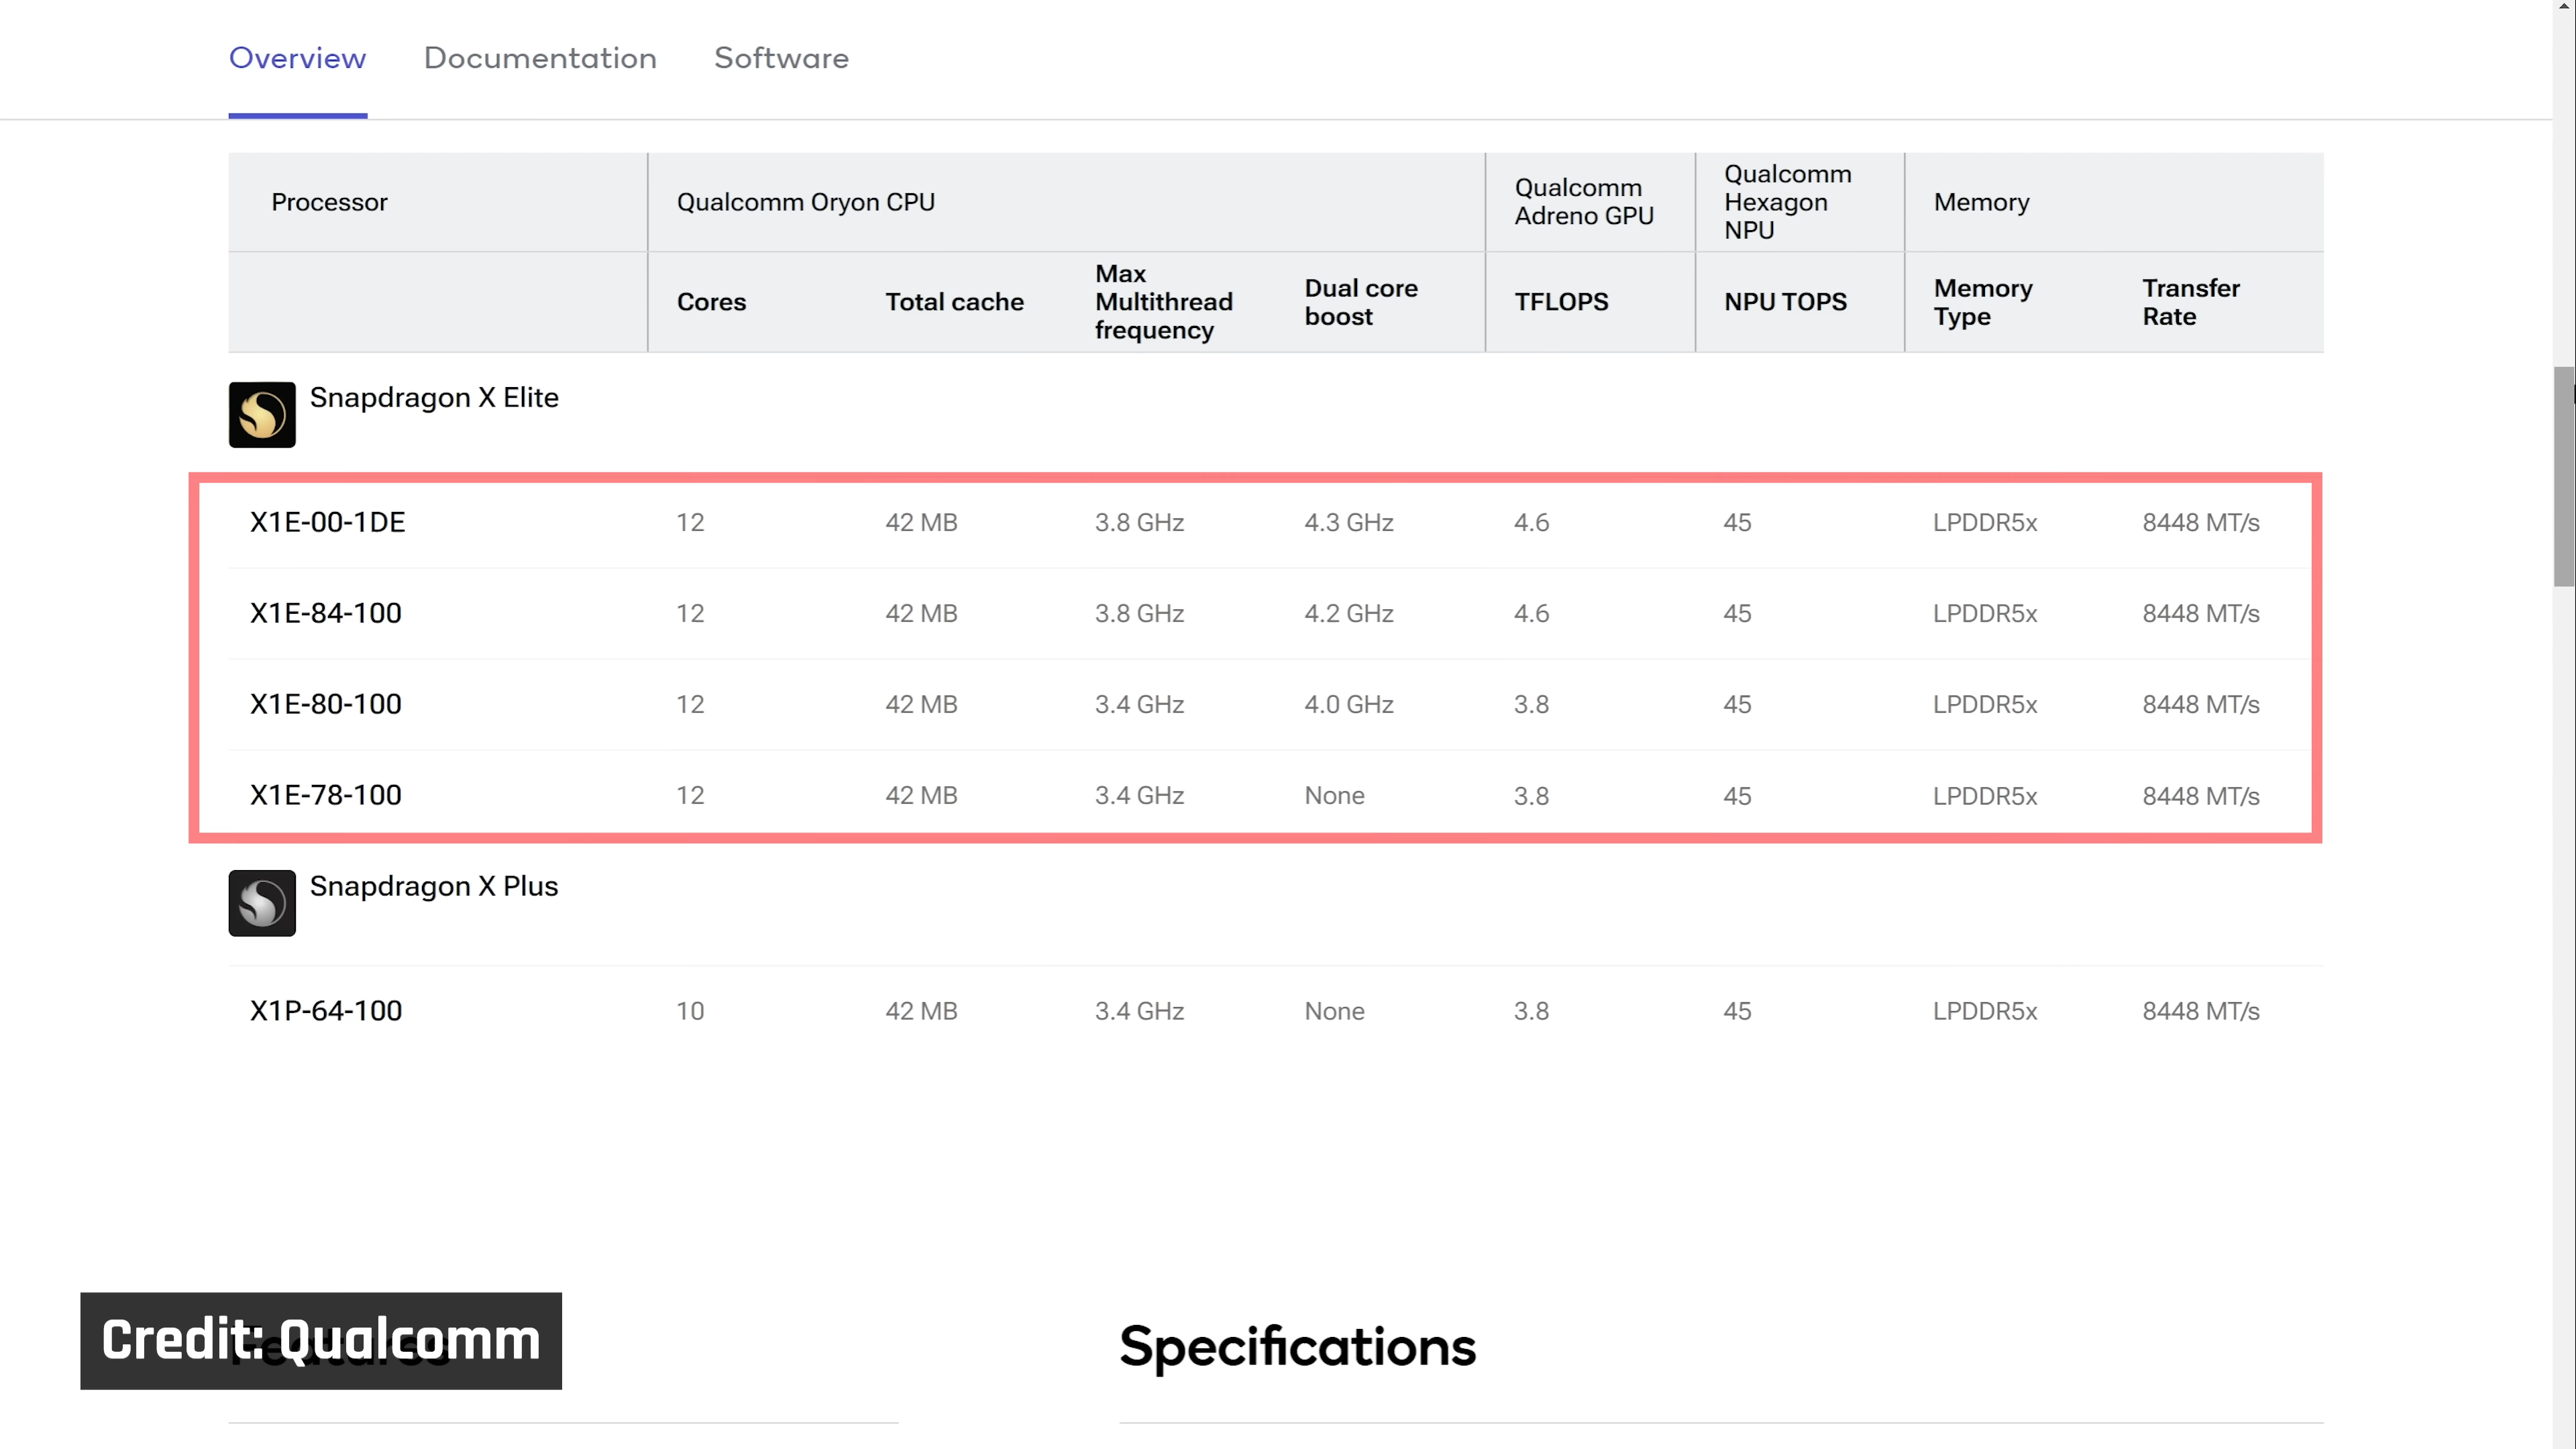 Overview Documentation Software
Processor Qualcomm Oryon CPU Qualcomm Adreno GPU Qualcomm Hexagon NPU Memory
Cores Total cache Max Multithread frequency Dual core boost TFLOPS NPU TOPS Memory Type Transfer Rate
Snapdragon X Elite
X1E-00-1DE 12 42 MB 3.8 GHz 4.3 GHz 4.6 45 LPDDR5x 8448 MT/s
X1E-84-100 12 42 MB 3.8 GHz 4.2 GHz 4.6 45 LPDDR5x 8448 MT/s
X1E-80-100 12 42 MB 3.4 GHz 4.0 GHz 3.8 45 LPDDR5x 8448 MT/s
X1E-78-100 12 42 MB 3.4 GHz None 3.8 45 LPDDR5x 8448 MT/s
Snapdragon X Plus
X1P-64-100 10 42 MB 3.4 GHz None 3.8 45 LPDDR5x 8448 MT/s
Credit: Qualcomm
Features
Specifications